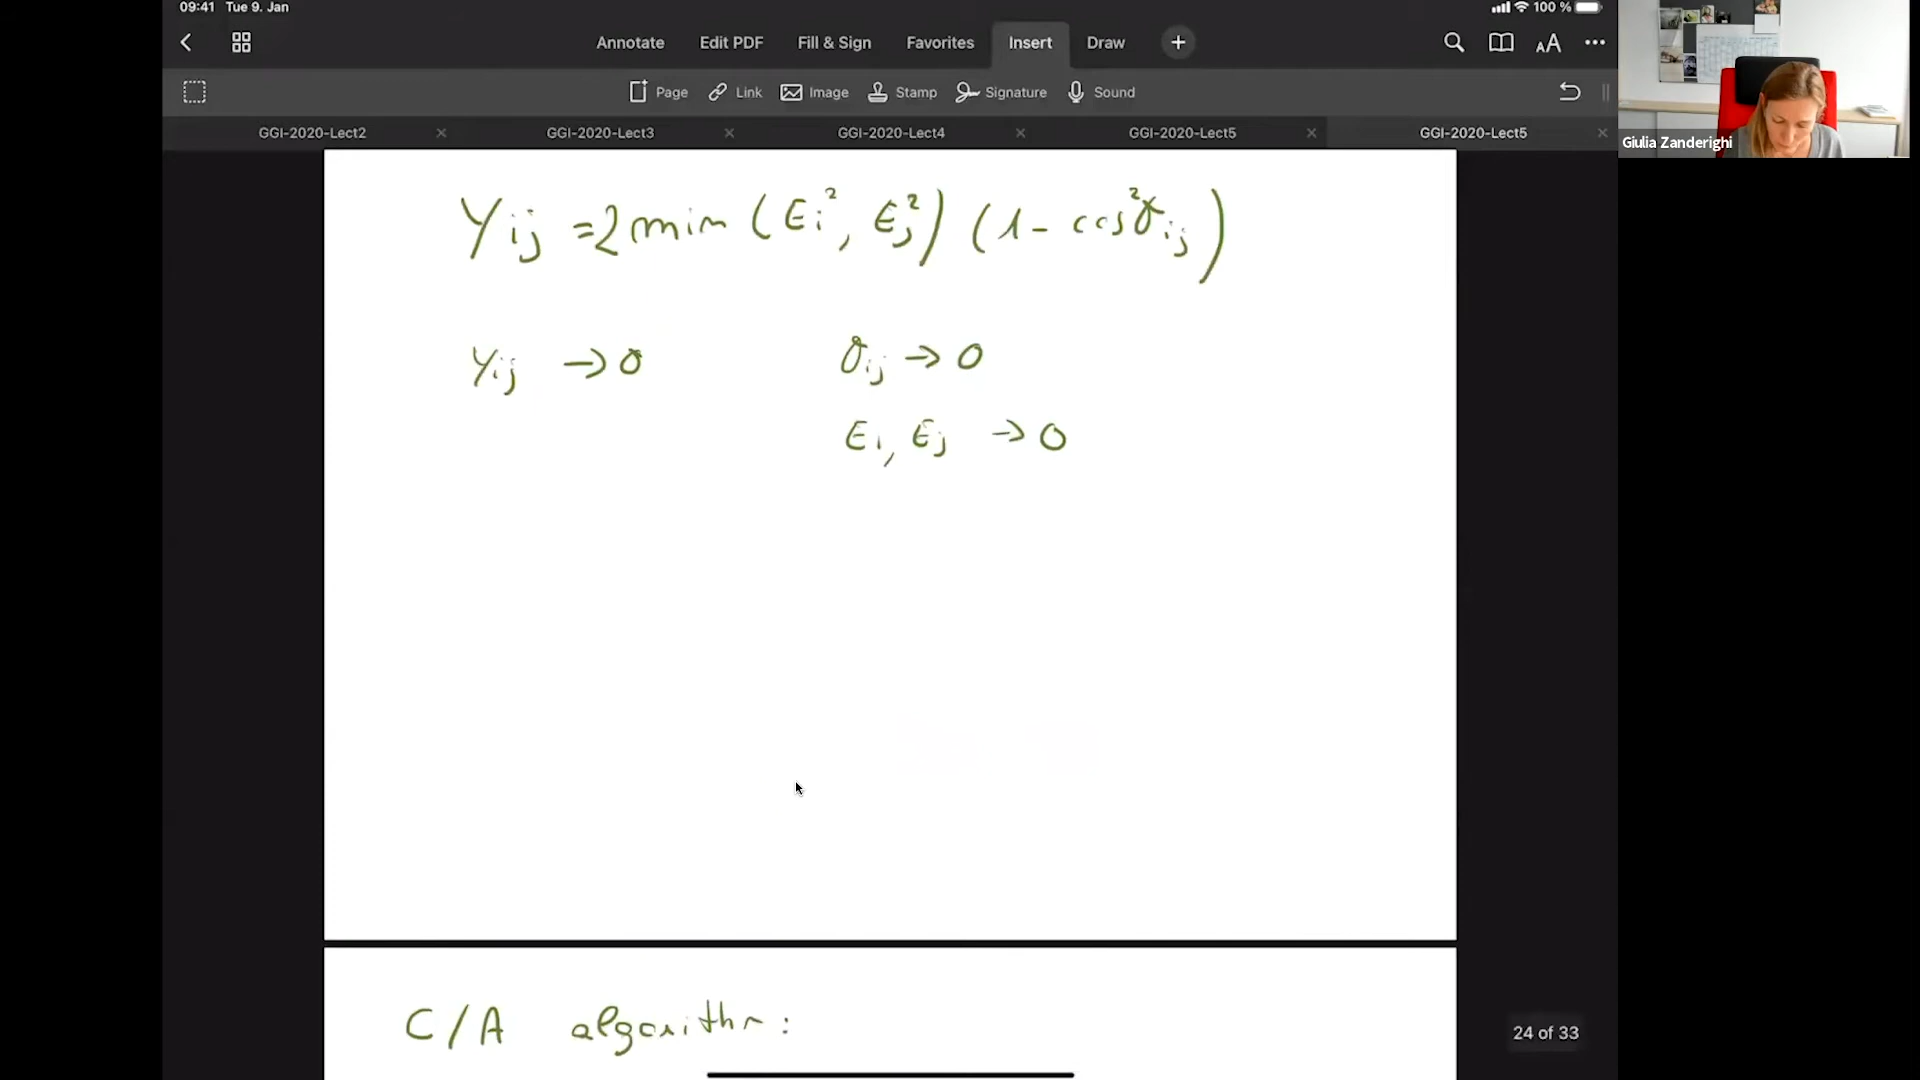 09:41 Tue 9. Jan
100 %
Annotate Edit PDF Fill & Sign Favorites Insert Draw
AA
Page Link Image Stamp Signature Sound
GGI-2020-Lect2 GGI-2020-Lect3 GGI-2020-Lect4 GGI-2020-Lect5 GGI-2020-Lect5
Giulia Zanderighi
Yij = 2 min (Ei², Ej²) (1 - cos²θij)
Yij → 0 θij → 0
Ei, Ej → 0
C/A algorithm:
24 of 33